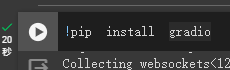 20
秒
!pip install gradio
Collecting websockets<12